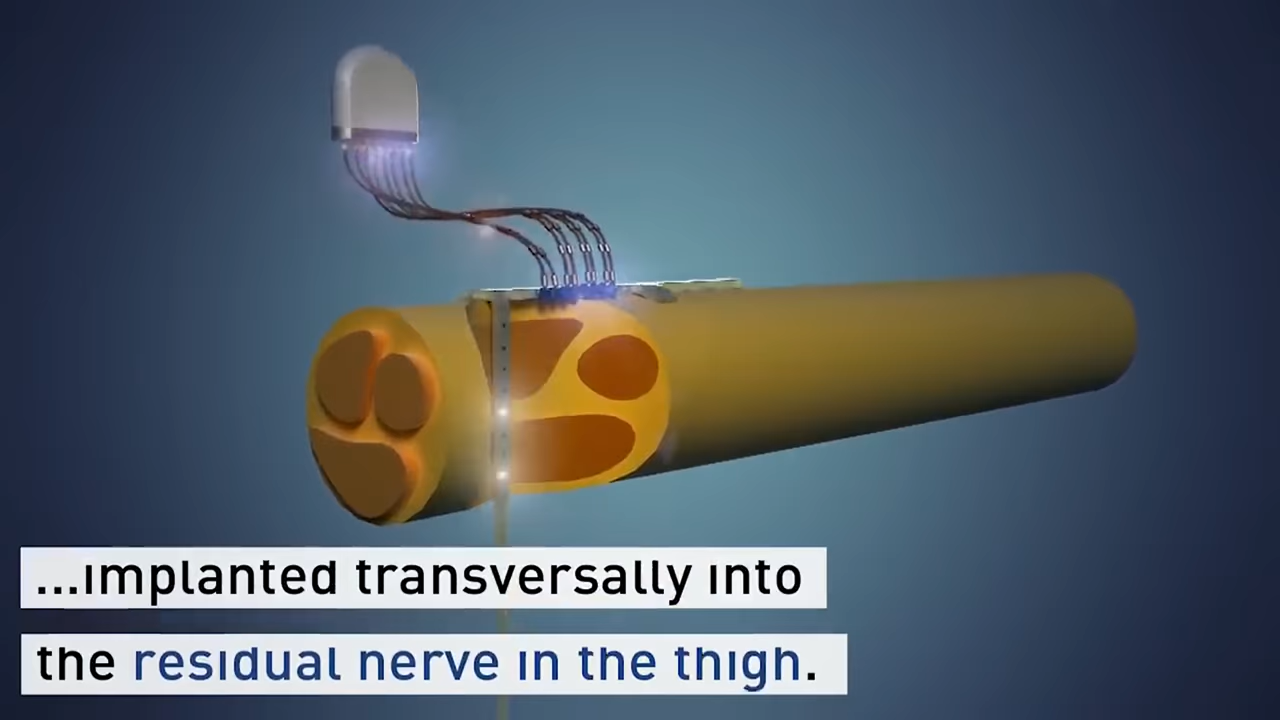 ...implanted transversally into
the residual nerve in the thigh.